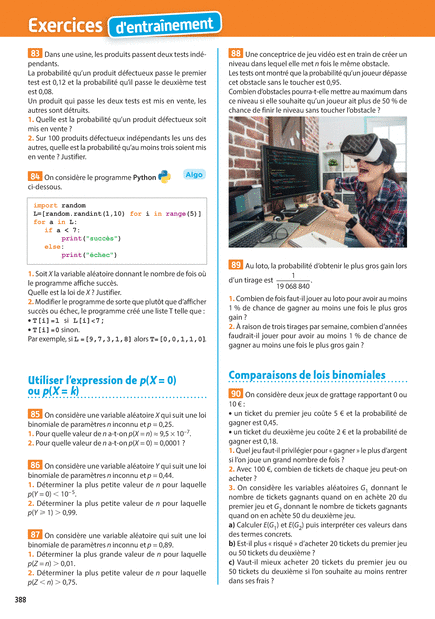 Exercices d'entraînement
83 Dans une usine, les produits passent deux tests indé-
pendants.
La probabilité qu'un produit défectueux passe le premier
test est 0,12 et la probabilité qu'il passe le deuxième test
est 0,08.
Un produit qui passe les deux tests est mis en vente, les
autres sont détruits.
1. Quelle est la probabilité qu'un produit défectueux soit
mis en vente ?
2. Sur 100 produits défectueux indépendants les uns des
autres, quelle est la probabilité qu'au moins trois soient mis
en vente ? Justifier.
84 On considère le programme Python
Algo
ci-dessous.
import random
L=[random.randint(1,10) for i in range(5)]
for a in L:
if a < 7:
print("succès")
else:
print("échec")
1. Soit X la variable aléatoire donnant le nombre de fois où
le programme affiche succès.
Quelle est la loi de X ? Justifier.
2. Modifier le programme de sorte que plutôt que d'afficher
succès ou échec, le programme créé une liste T telle que :
• T[i]=1 si L[i]<7 ;
• T[i]=0 sinon.
Par exemple, si L = [9,7,3,1,8] alors T= [0,0,1,1,0].
Utiliser l'expression de p(X = 0)
ou p(X = k)
85 On considère une variable aléatoire X qui suit une loi
binomiale de paramètres n inconnu et p = 0,25.
1. Pour quelle valeur de n a-t-on p(X = n) ≈ 9,5 × 10⁻⁷.
2. Pour quelle valeur de n a-t-on p(X = 0) = 0,0001 ?
86 On considère une variable aléatoire Y qui suit une loi
binomiale de paramètres n inconnu et p = 0,44.
1. Déterminer la plus petite valeur de n pour laquelle
p(Y = 0) < 10⁻⁵.
2. Déterminer la plus petite valeur de n pour laquelle
p(Y ⩾ 1) > 0,99.
87 On considère une variable aléatoire qui suit une loi
binomiale de paramètres n inconnu et p = 0,89.
1. Déterminer la plus grande valeur de n pour laquelle
p(Z = n) > 0,01.
2. Déterminer la plus petite valeur de n pour laquelle
p(Z < n) > 0,75.
88 Une conceptrice de jeu vidéo est en train de créer un
niveau dans lequel elle met n fois le même obstacle.
Les tests ont montré que la probabilité qu'un joueur dépasse
cet obstacle sans le toucher est 0,95.
Combien d'obstacles pourra-t-elle mettre au maximum dans
ce niveau si elle souhaite qu'un joueur ait plus de 50 % de
chance de finir le niveau sans toucher l'obstacle ?
89 Au loto, la probabilité d'obtenir le plus gros gain lors
d'un tirage est 1/19 068 840.
1. Combien de fois faut-il jouer au loto pour avoir au moins
1 % de chance de gagner au moins une fois le plus gros
gain ?
2. À raison de trois tirages par semaine, combien d'années
faudrait-il jouer pour avoir au moins 1 % de chance de
gagner au moins une fois le plus gros gain ?
Comparaisons de lois binomiales
90 On considère deux jeux de grattage rapportant 0 ou
10 € :
• un ticket du premier jeu coûte 5 € et la probabilité de
gagner est 0,45.
• un ticket du deuxième jeu coûte 2 € et la probabilité de
gagner est 0,18.
1. Quel jeu faut-il privilégier pour « gagner » le plus d'argent
si l'on joue un grand nombre de fois ?
2. Avec 100 €, combien de tickets de chaque jeu peut-on
acheter ?
3. On considère les variables aléatoires G₁ donnant le
nombre de tickets gagnants quand on en achète 20 du
premier jeu et G₂ donnant le nombre de tickets gagnants
quand on en achète 50 du deuxième jeu.
a) Calculer E(G₁) et E(G₂) puis interpréter ces valeurs dans
des termes concrets.
b) Est-il plus « risqué » d'acheter 20 tickets du premier jeu
ou 50 tickets du deuxième ?
c) Vaut-il mieux acheter 20 tickets du premier jeu ou
50 tickets du deuxième si l'on souhaite au moins rentrer
dans ses frais ?
388